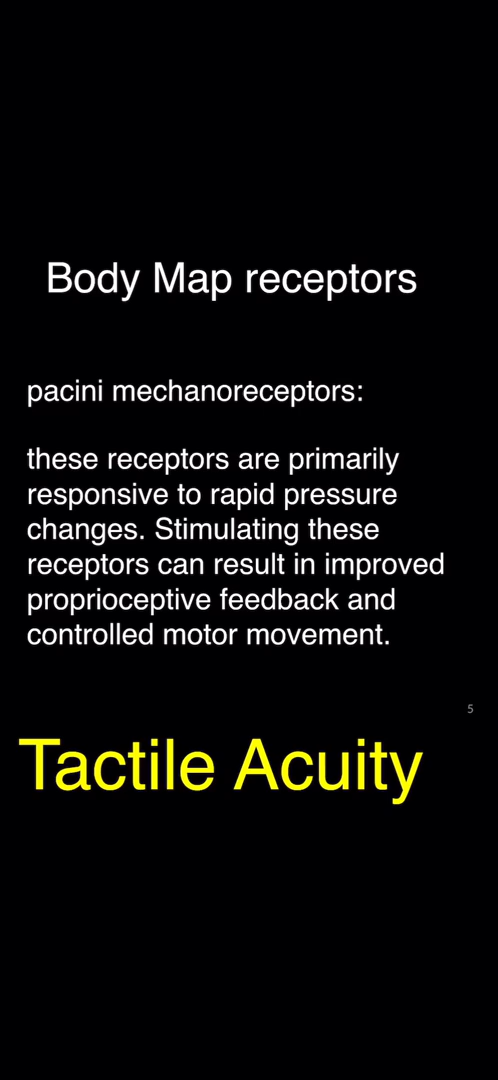 Body Map receptors
pacini mechanoreceptors:
these receptors are primarily
responsive to rapid pressure
changes. Stimulating these
receptors can result in improved
proprioceptive feedback and
controlled motor movement.
5
Tactile Acuity